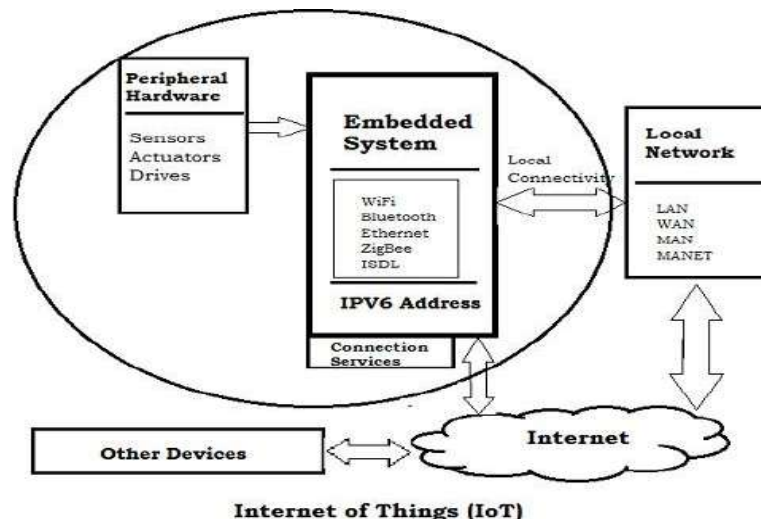 Peripheral
Hardware
Sensors
Actuators
Drives
Embedded
System
WiFi
Bluetooth
Ethernet
ZigBee
ISDL
IPV6 Address
Connection
Services
Local
Connectivity
Local
Network
LAN
WAN
MAN
MANET
Other Devices
Internet
Internet of Things (IoT)